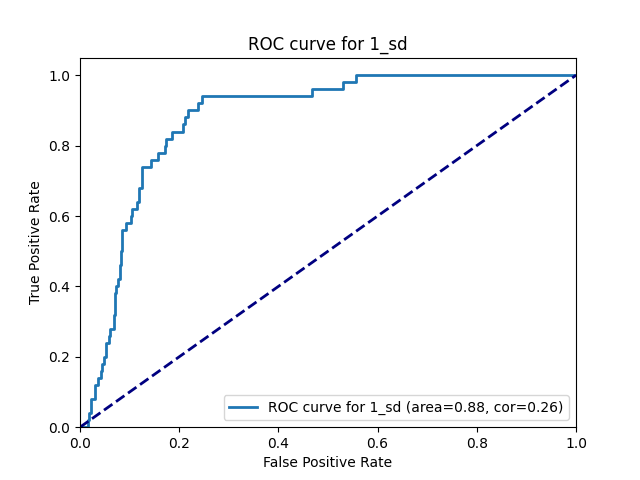 ROC curve for 1_sd
True Positive Rate
1.0
0.8
0.6
0.4
0.2
0.0
ROC curve for 1_sd (area=0.88, cor=0.26)
0.0 0.2 0.4 0.6 0.8 1.0
False Positive Rate